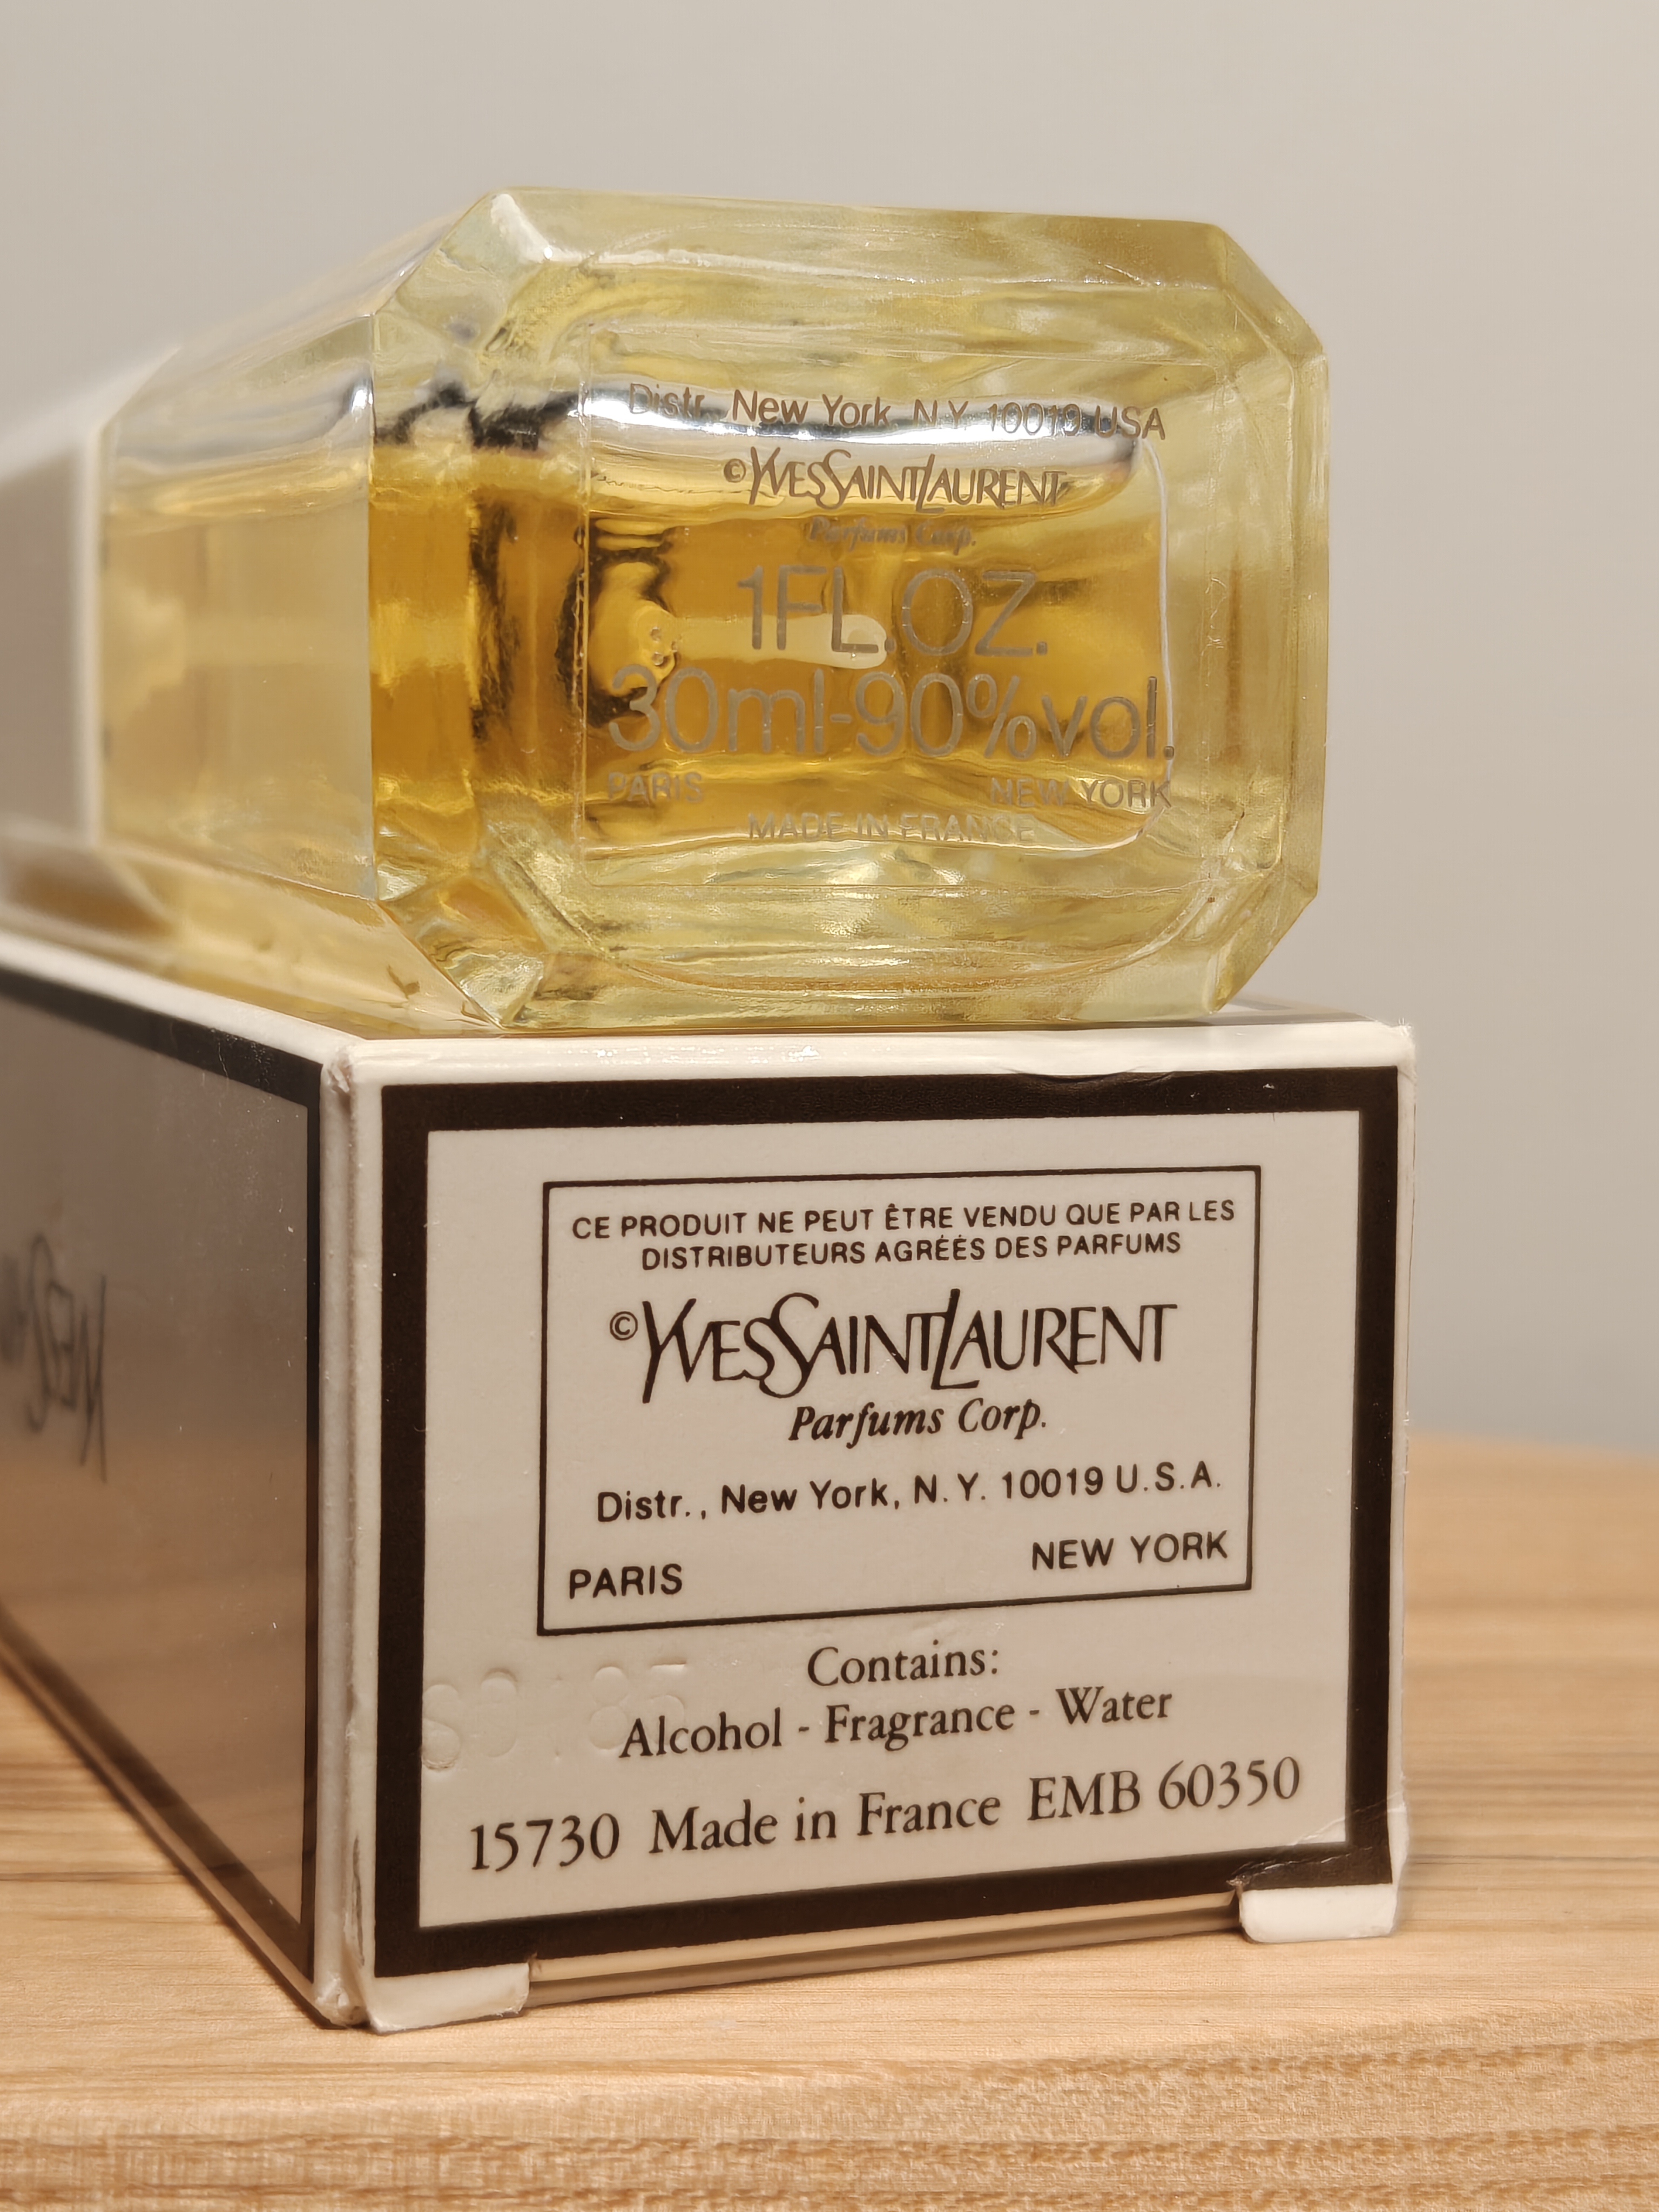 Distr., New York, N.Y. 10019 USA
©YVESSAINTLAURENT
Parfums Corp.
1FL.OZ.
30ml-90%vol.
PARIS NEW YORK
MADE IN FRANCE
CE PRODUIT NE PEUT ÊTRE VENDU QUE PAR LES
DISTRIBUTEURS AGRÉÉS DES PARFUMS
©YVESSAINTLAURENT
Parfums Corp.
Distr., New York, N.Y. 10019 U.S.A.
PARIS NEW YORK
Contains:
Alcohol - Fragrance - Water
15730 Made in France EMB 60350